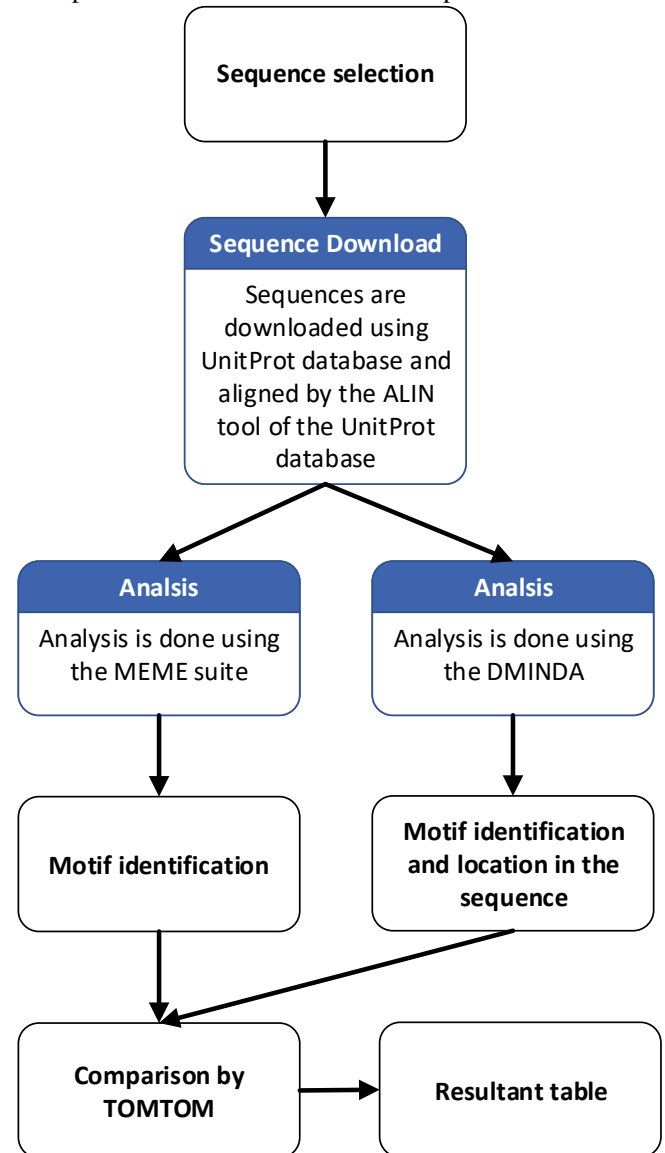 Sequence selection
Sequence Download
Sequences are
downloaded using
UnitProt database and
aligned by the ALIN
tool of the UnitProt
database
Analsis
Analysis is done using
the MEME suite
Analsis
Analysis is done using
the DMINDA
Motif identification
Motif identification
and location in the
sequence
Comparison by
TOMTOM
Resultant table